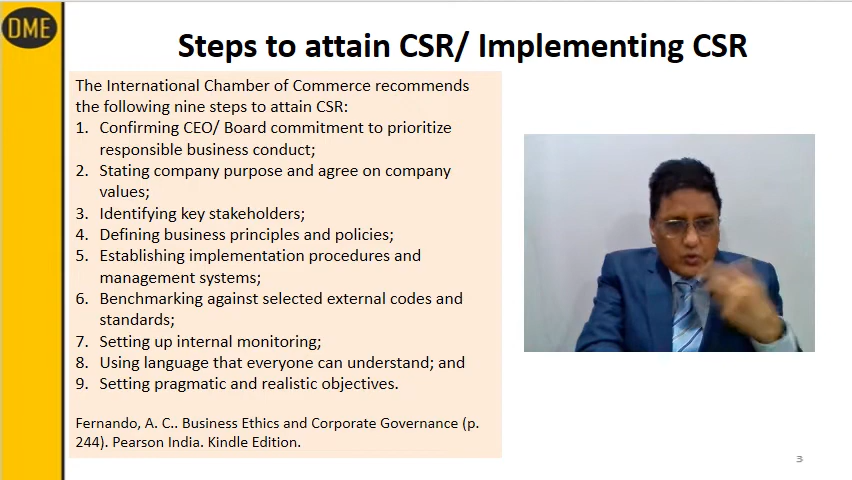 DME
Steps to attain CSR/ Implementing CSR
The International Chamber of Commerce recommends
the following nine steps to attain CSR:
1. Confirming CEO/ Board commitment to prioritize
responsible business conduct;
2. Stating company purpose and agree on company
values;
3. Identifying key stakeholders;
4. Defining business principles and policies;
5. Establishing implementation procedures and
management systems;
6. Benchmarking against selected external codes and
standards;
7. Setting up internal monitoring;
8. Using language that everyone can understand; and
9. Setting pragmatic and realistic objectives.
Fernando, A. C.. Business Ethics and Corporate Governance (p.
244). Pearson India. Kindle Edition.
3